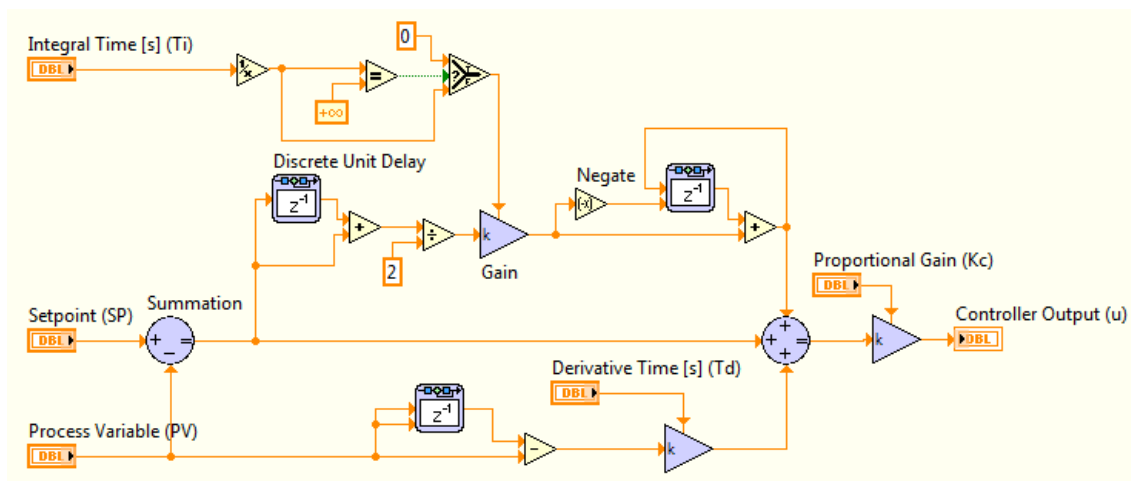 Integral Time [s] (Ti)
DBL
1/x
=
+∞
0
?
T
F
Discrete Unit Delay
z-1
+
÷
2
k
Gain
Negate
(-x)
z-1
+
Proportional Gain (Kc)
DBL
k
Controller Output (u)
DBL
Setpoint (SP)
DBL
Summation
+ - =
+ + + =
Derivative Time [s] (Td)
DBL
z-1
Process Variable (PV)
DBL
-
k